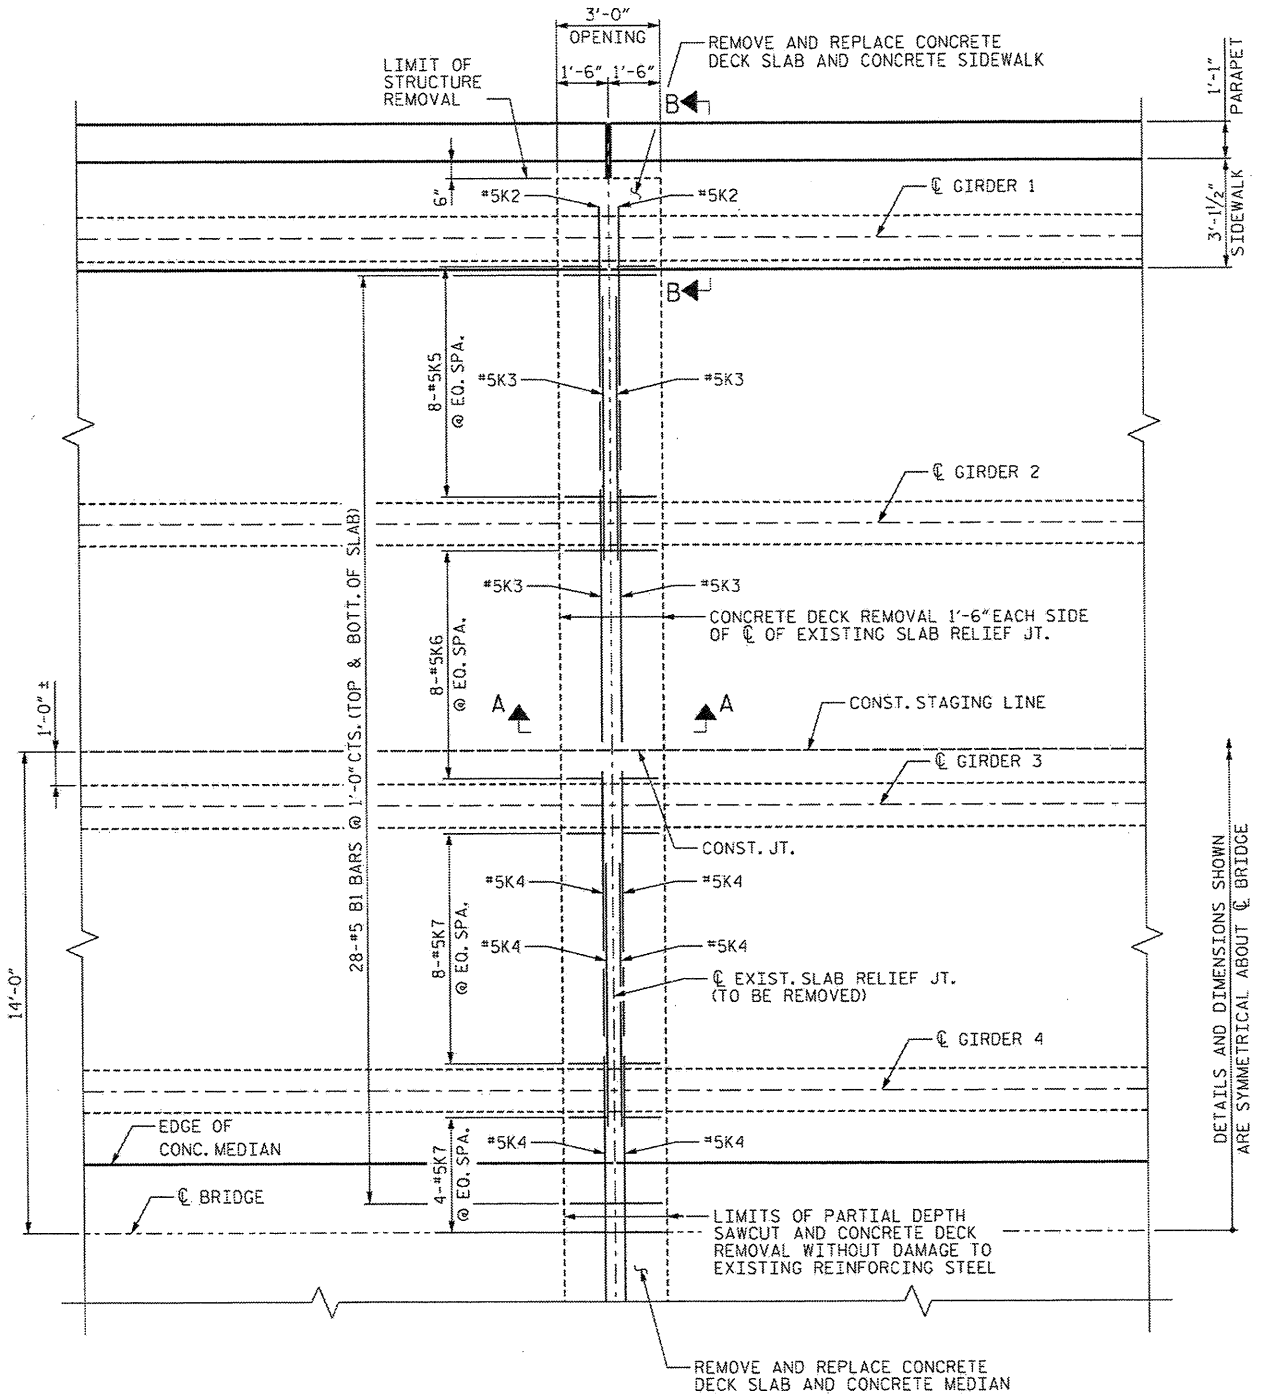 3'-0"
OPENING
1'-6" 1'-6"
REMOVE AND REPLACE CONCRETE
DECK SLAB AND CONCRETE SIDEWALK
LIMIT OF
STRUCTURE
REMOVAL
B
1'-1"
PARAPET
6"
#5K2
#5K2
℄ GIRDER 1
3'-1½"
SIDEWALK
B
8-#5K5
@ EQ. SPA.
#5K3
#5K3
℄ GIRDER 2
28-#5 B1 BARS @ 1'-0" CTS. (TOP & BOTT. OF SLAB)
#5K3
#5K3
CONCRETE DECK REMOVAL 1'-6" EACH SIDE
OF ℄ OF EXISTING SLAB RELIEF JT.
8-#5K6
@ EQ. SPA.
1'-0" ±
A
A
CONST. STAGING LINE
℄ GIRDER 3
CONST. JT.
#5K4
#5K4
8-#5K7
@ EQ. SPA.
#5K4
#5K4
℄ EXIST. SLAB RELIEF JT.
(TO BE REMOVED)
14'-0"
DETAILS AND DIMENSIONS SHOWN
ARE SYMMETRICAL ABOUT ℄ BRIDGE
℄ GIRDER 4
EDGE OF
CONC. MEDIAN
#5K4
#5K4
4-#5K7
@ EQ. SPA.
℄ BRIDGE
LIMITS OF PARTIAL DEPTH
SAWCUT AND CONCRETE DECK
REMOVAL WITHOUT DAMAGE TO
EXISTING REINFORCING STEEL
REMOVE AND REPLACE CONCRETE
DECK SLAB AND CONCRETE MEDIAN